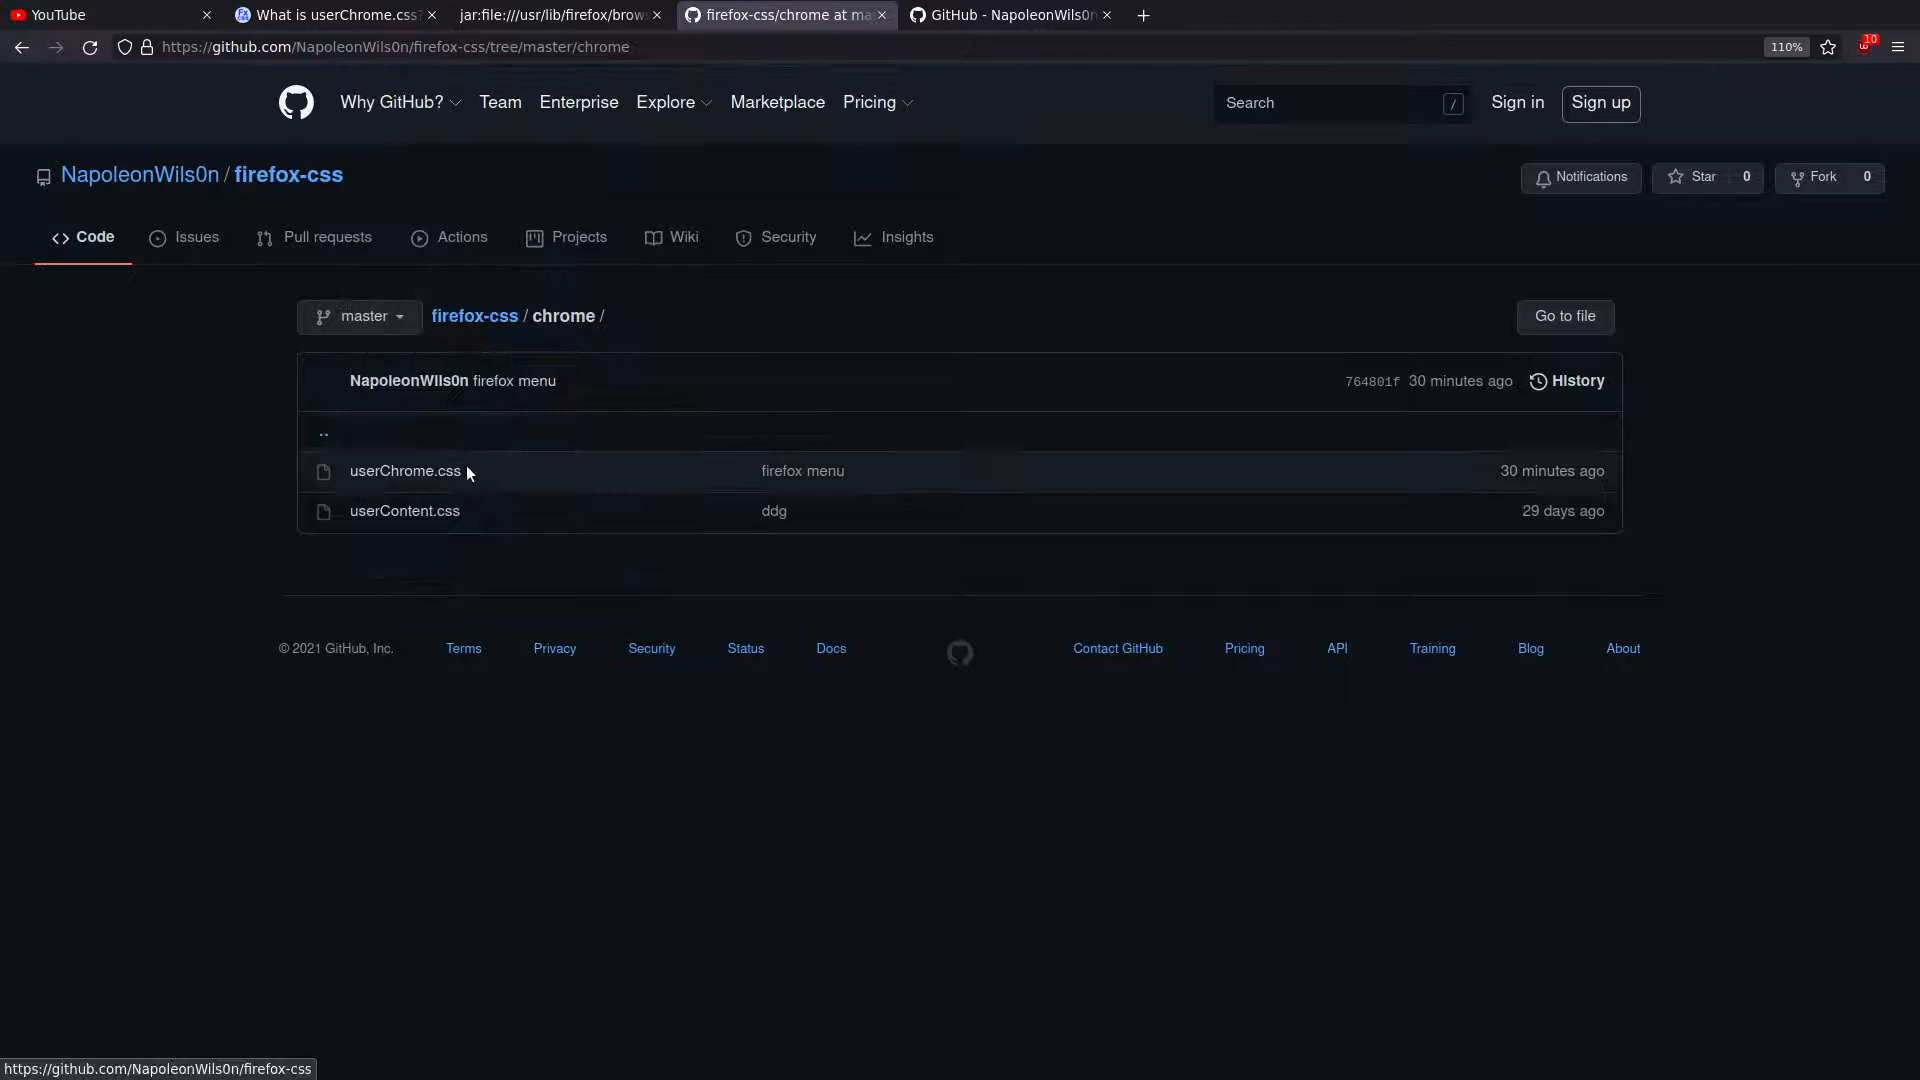 YouTube
What is userChrome.css?
jar:file:///usr/lib/firefox/brow
firefox-css/chrome at ma
GitHub - NapoleonWils0n
https://github.com/NapoleonWils0n/firefox-css/tree/master/chrome
110%
10
Why GitHub? Team Enterprise Explore Marketplace Pricing
Search /
Sign in
Sign up
NapoleonWils0n / firefox-css
Notifications
Star 0
Fork 0
<> Code Issues Pull requests Actions Projects Wiki Security Insights
master firefox-css / chrome / Go to file
NapoleonWils0n firefox menu 764801f 30 minutes ago History
..
userChrome.css firefox menu 30 minutes ago
userContent.css ddg 29 days ago
© 2021 GitHub, Inc. Terms Privacy Security Status Docs Contact GitHub Pricing API Training Blog About
https://github.com/NapoleonWils0n/firefox-css